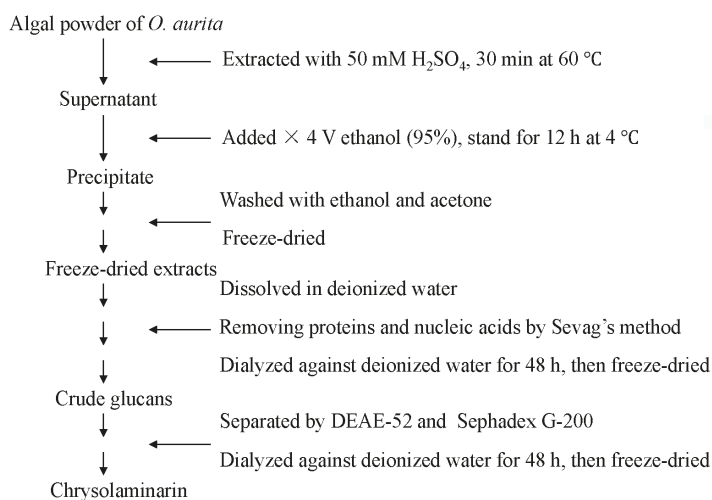 Algal powder of O. aurita
Extracted with 50 mM H₂SO₄, 30 min at 60 ℃
Supernatant
Added × 4 V ethanol (95%), stand for 12 h at 4 ℃
Precipitate
Washed with ethanol and acetone
Freeze-dried
Freeze-dried extracts
Dissolved in deionized water
Removing proteins and nucleic acids by Sevag's method
Dialyzed against deionized water for 48 h, then freeze-dried
Crude glucans
Separated by DEAE-52 and Sephadex G-200
Dialyzed against deionized water for 48 h, then freeze-dried
Chrysolaminarin